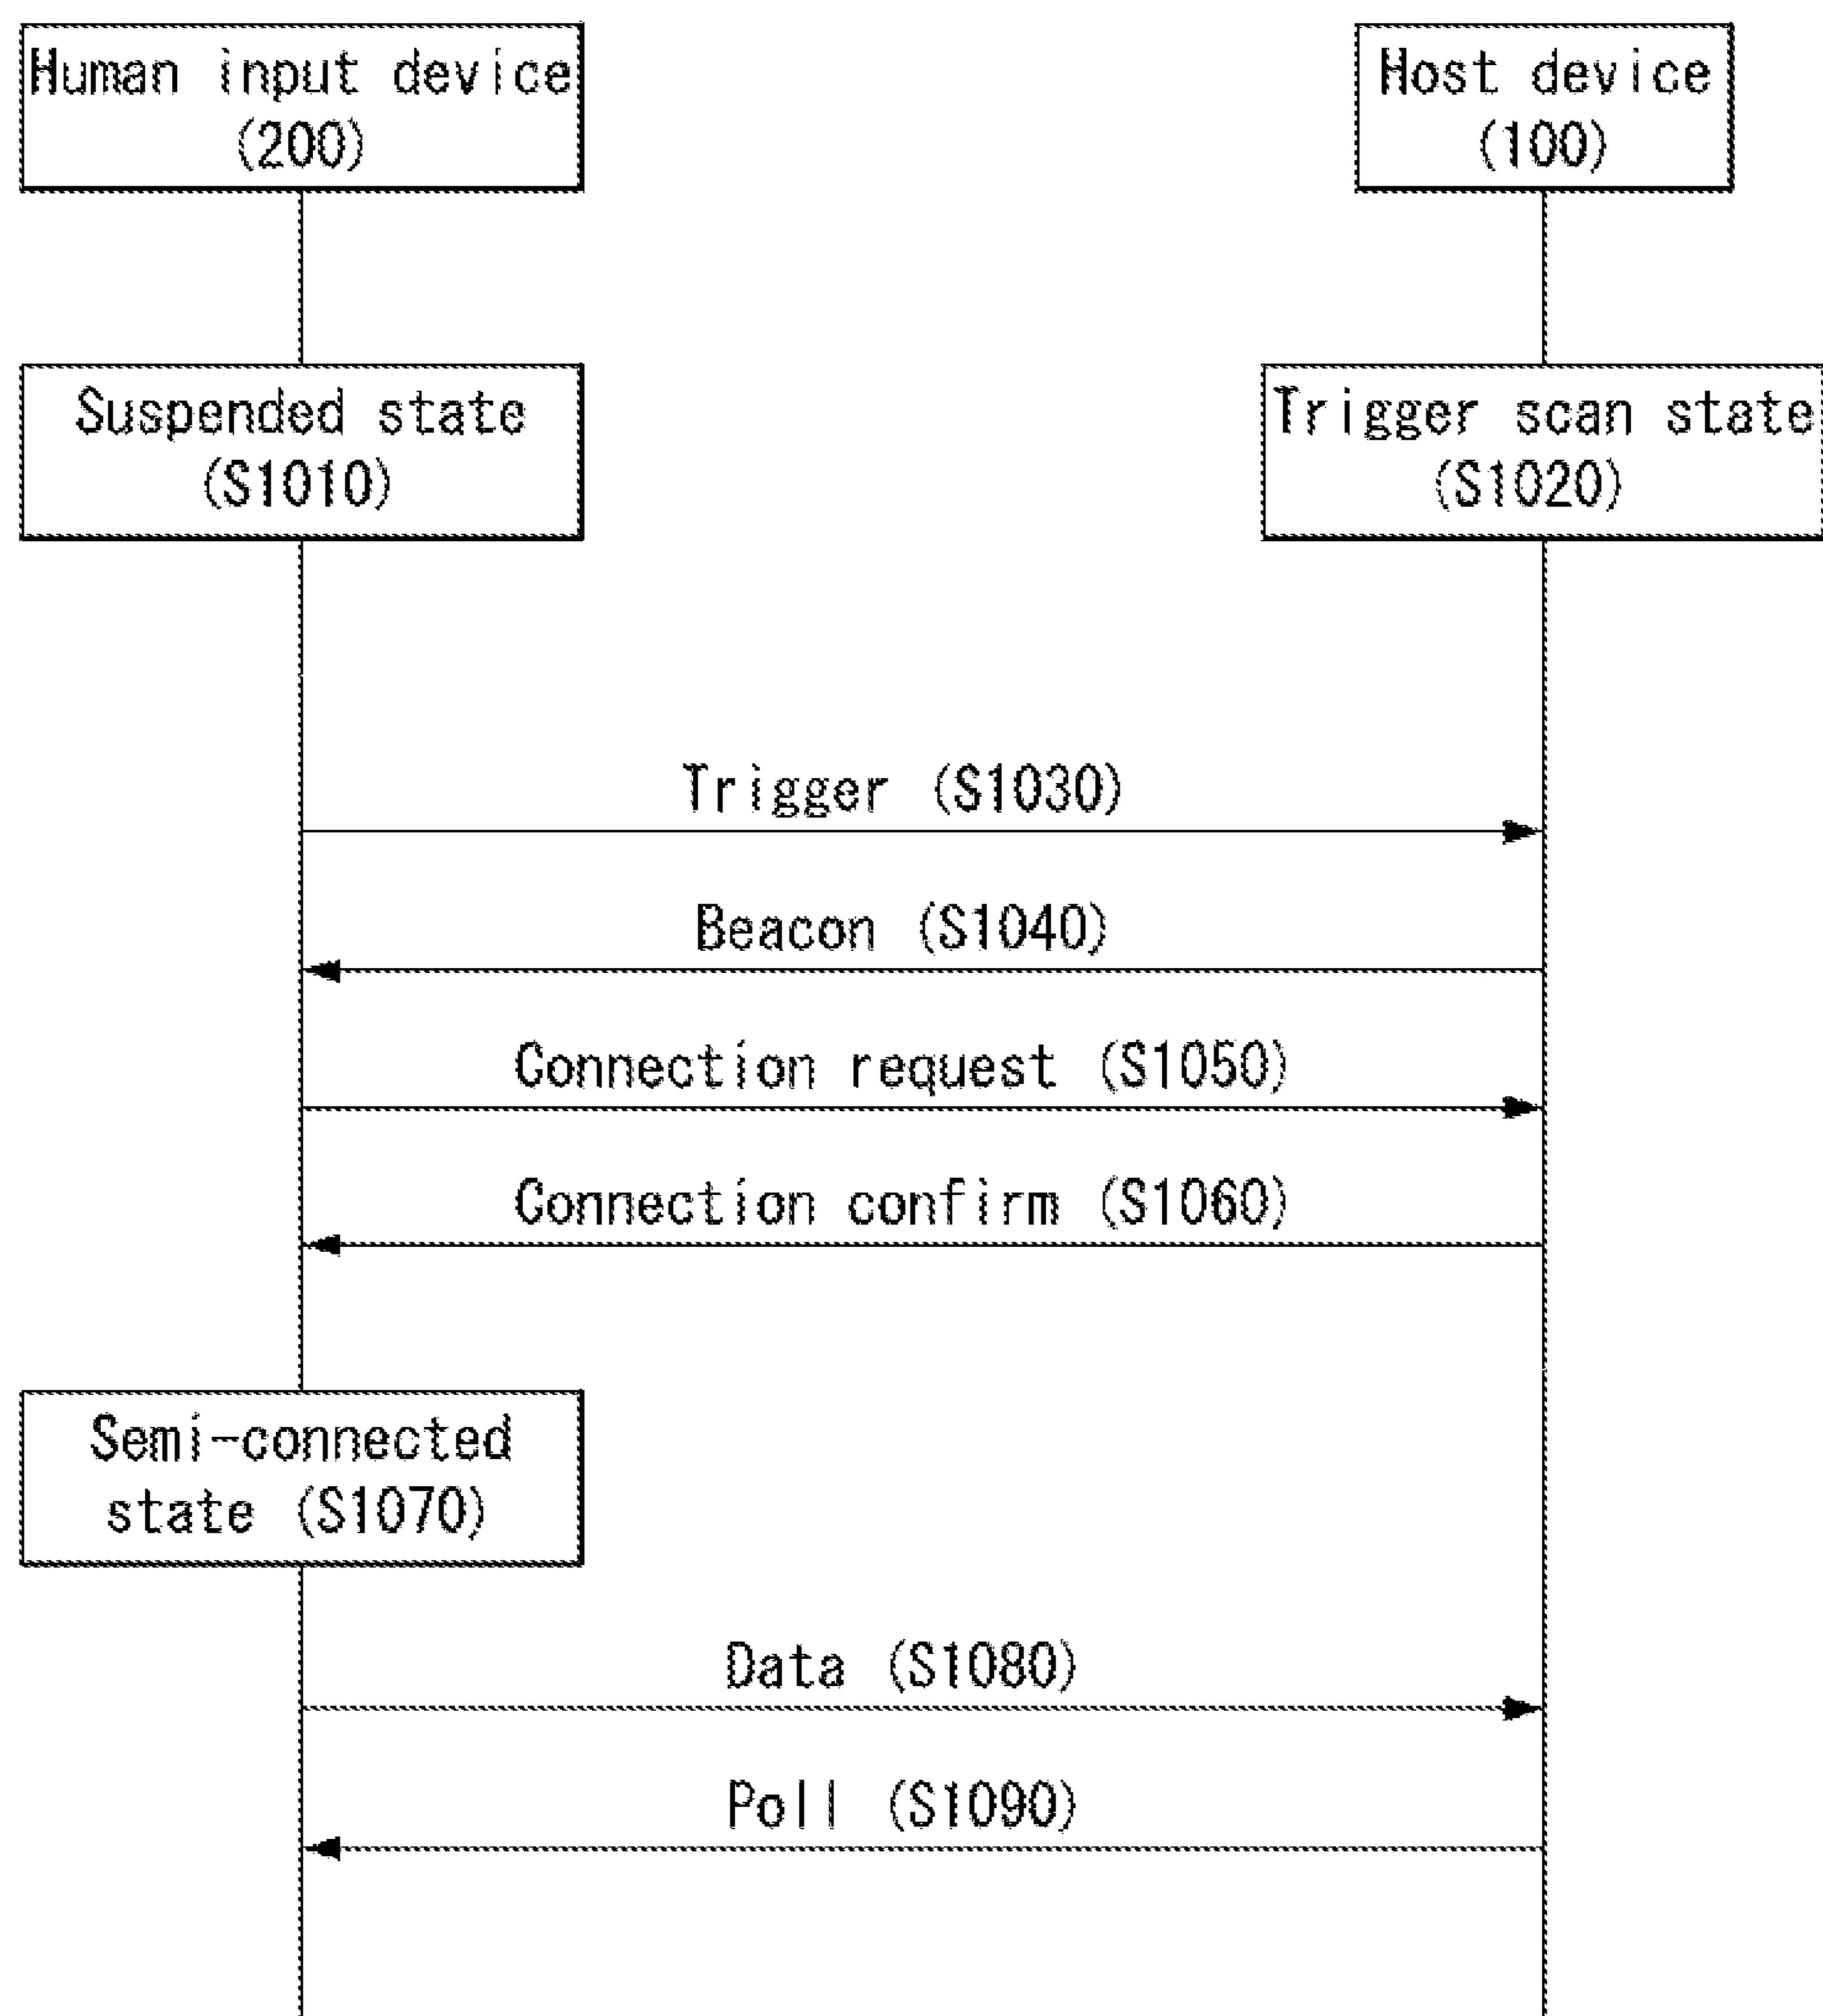 Human input device
(200)
Host device
(100)
Suspended state
(S1010)
Trigger scan state
(S1020)
Trigger (S1030)
Beacon (S1040)
Connection request (S1050)
Connection confirm (S1060)
Semi-connected
state (S1070)
Data (S1080)
Poll (S1090)